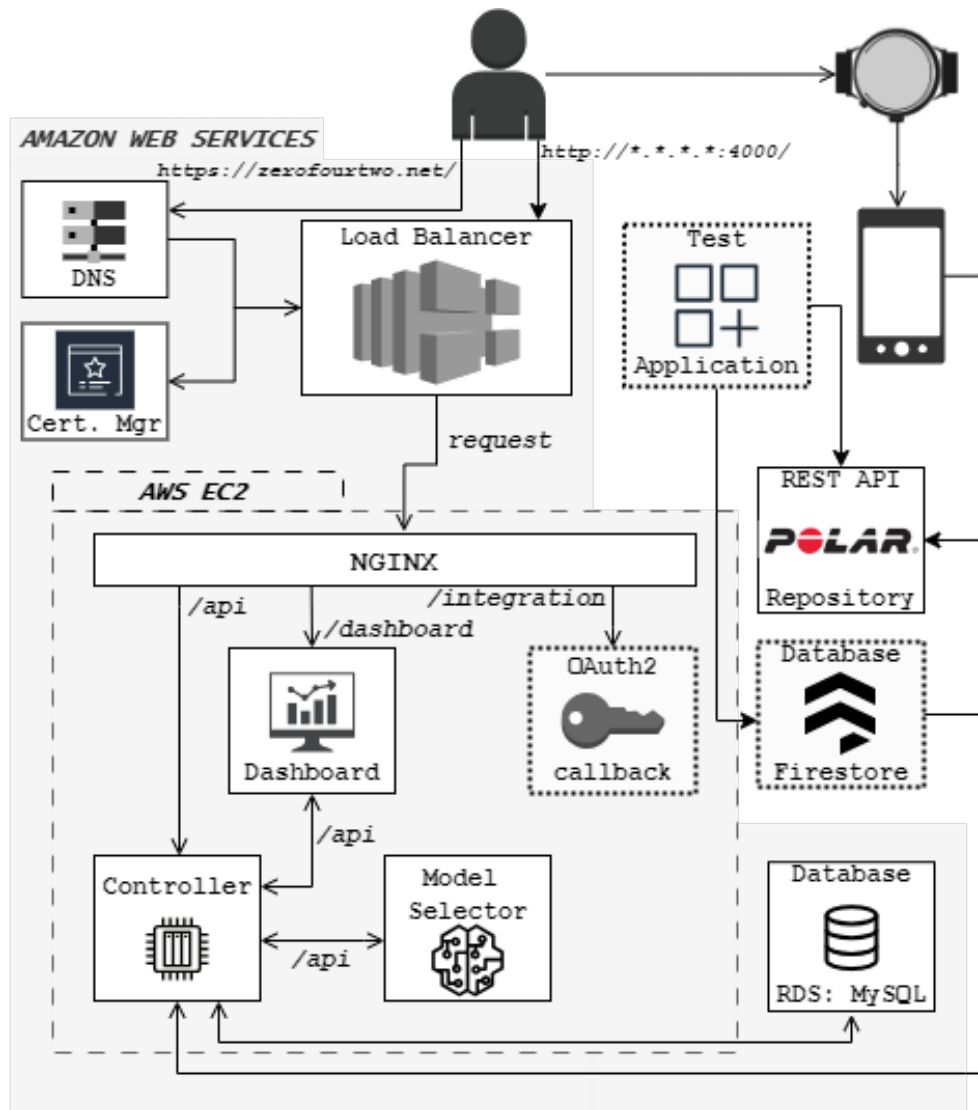 AMAZON WEB SERVICES
https://zerofourtwo.net/
http://*.*.*.*:4000/
DNS
Load Balancer
Test
Application
Cert. Mgr
request
REST API
POLAR®
Repository
AWS EC2
NGINX
/api
/dashboard
/integration
Dashboard
OAuth2
callback
Database
Firestore
/api
Controller
Model
Selector
/api
Database
RDS: MySQL